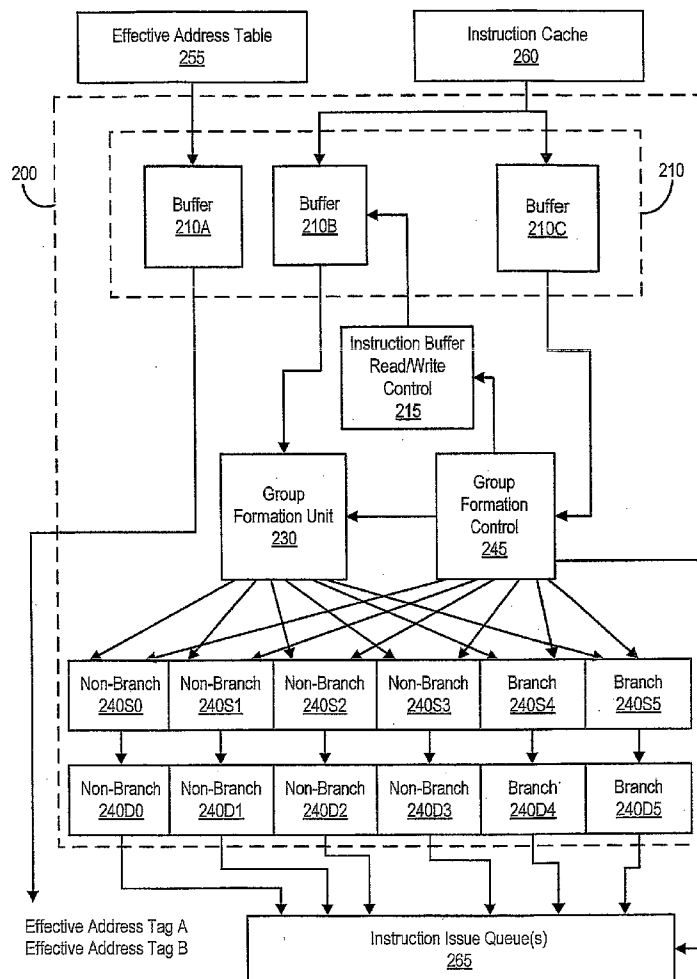 Effective Address Table
255
Instruction Cache
260
200
210
Buffer
210A
Buffer
210B
Buffer
210C
Instruction Buffer
Read/Write
Control
215
Group
Formation Unit
230
Group
Formation
Control
245
Non-Branch
240S0
Non-Branch
240S1
Non-Branch
240S2
Non-Branch
240S3
Branch
240S4
Branch
240S5
Non-Branch
240D0
Non-Branch
240D1
Non-Branch
240D2
Non-Branch
240D3
Branch
240D4
Branch
240D5
Effective Address Tag A
Effective Address Tag B
Instruction Issue Queue(s)
265